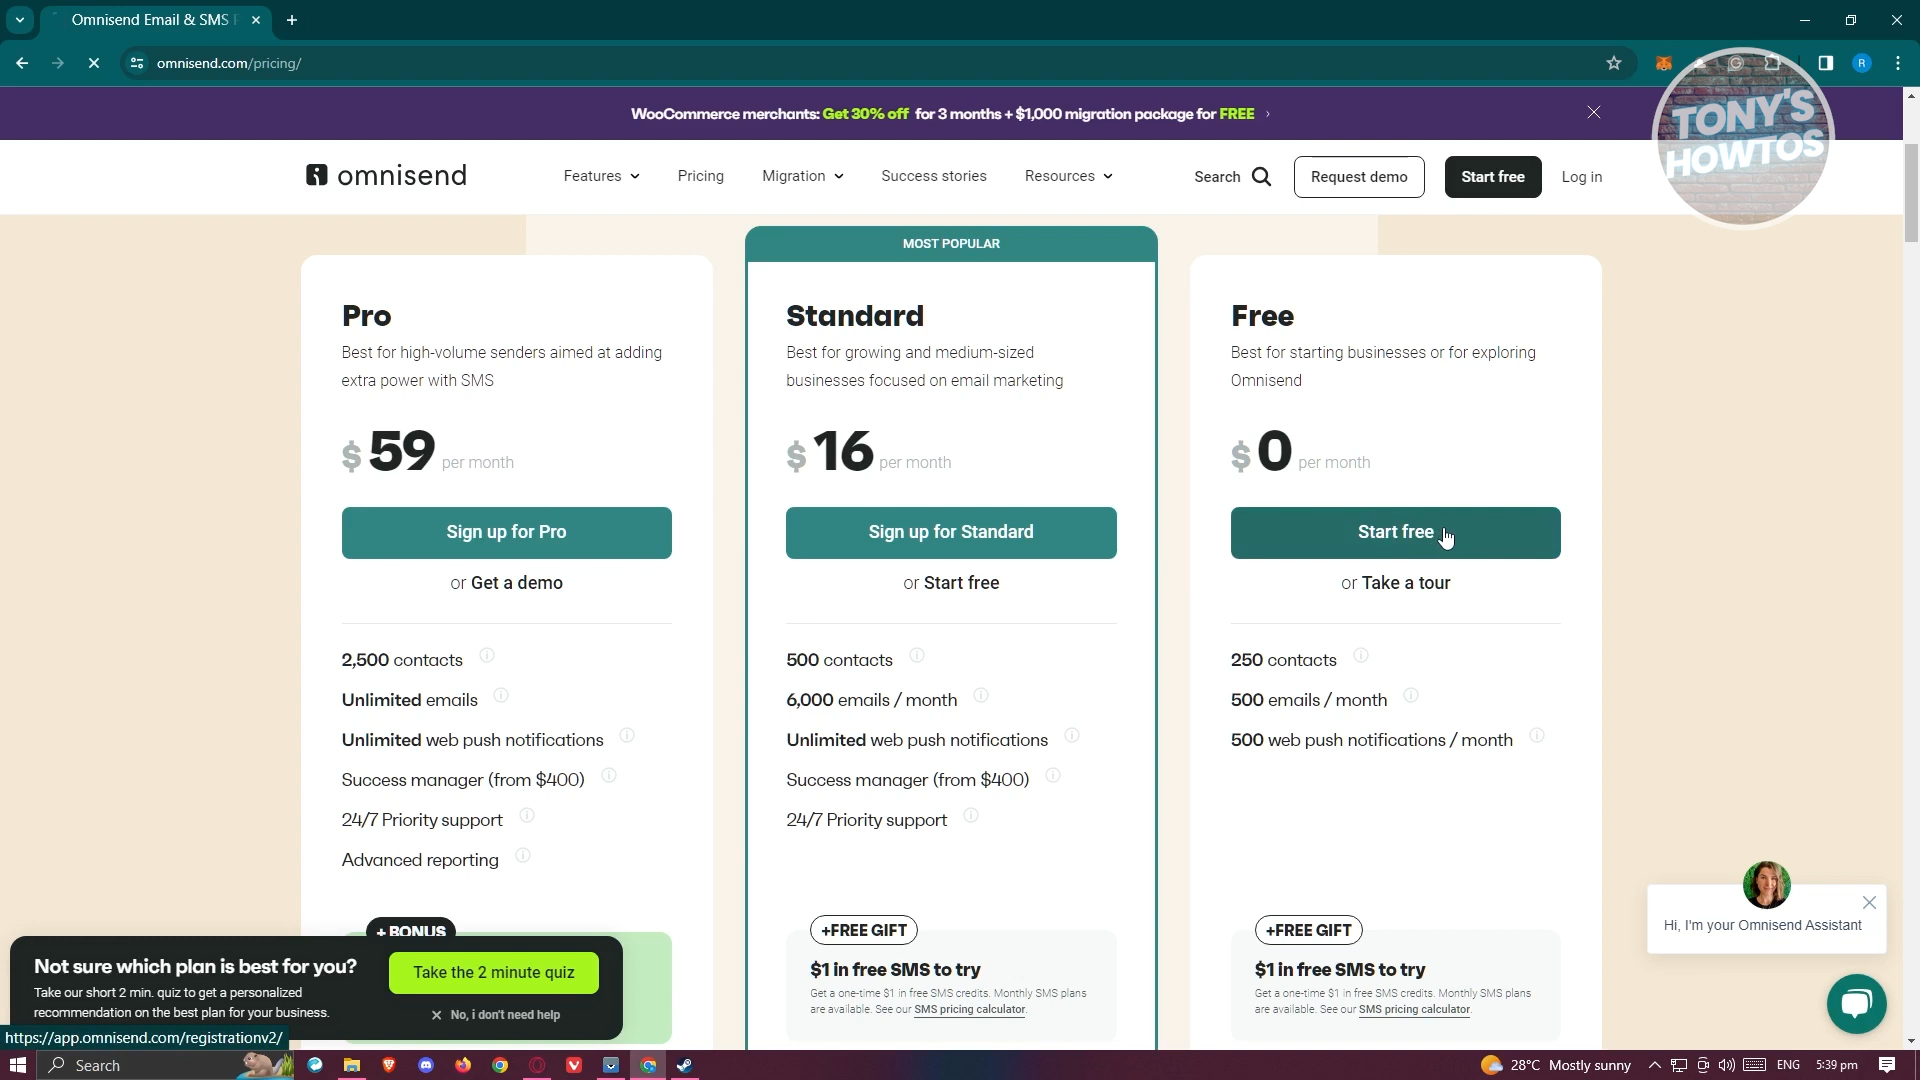 Omnisend Email & SMS
omnisend.com/pricing/
R
WooCommerce merchants: Get 30% off for 3 months + $1,000 migration package for FREE
TONY'S
HOWTOS
omnisend
Features
Pricing
Migration
Success stories
Resources
Search
Request demo
Start free
Log in
MOST POPULAR
Pro
Best for high-volume senders aimed at adding
extra power with SMS
$ 59 per month
Sign up for Pro
or Get a demo
2,500 contacts
Unlimited emails
Unlimited web push notifications
Success manager (from $400)
24/7 Priority support
Advanced reporting
+ BONUS
Standard
Best for growing and medium-sized
businesses focused on email marketing
$ 16 per month
Sign up for Standard
or Start free
500 contacts
6,000 emails / month
Unlimited web push notifications
Success manager (from $400)
24/7 Priority support
+FREE GIFT
$1 in free SMS to try
Get a one-time $1 in free SMS credits. Monthly SMS plans
are available. See our SMS pricing calculator.
Free
Best for starting businesses or for exploring
Omnisend
$ 0 per month
Start free
or Take a tour
250 contacts
500 emails / month
500 web push notifications / month
+FREE GIFT
$1 in free SMS to try
Get a one-time $1 in free SMS credits. Monthly SMS plans
are available. See our SMS pricing calculator.
Not sure which plan is best for you?
Take our short 2 min. quiz to get a personalized
recommendation on the best plan for your business.
Take the 2 minute quiz
No, i don't need help
Hi, I'm your Omnisend Assistant
https://app.omnisend.com/registrationv2/
Search
28°C Mostly sunny
ENG
5:39 pm